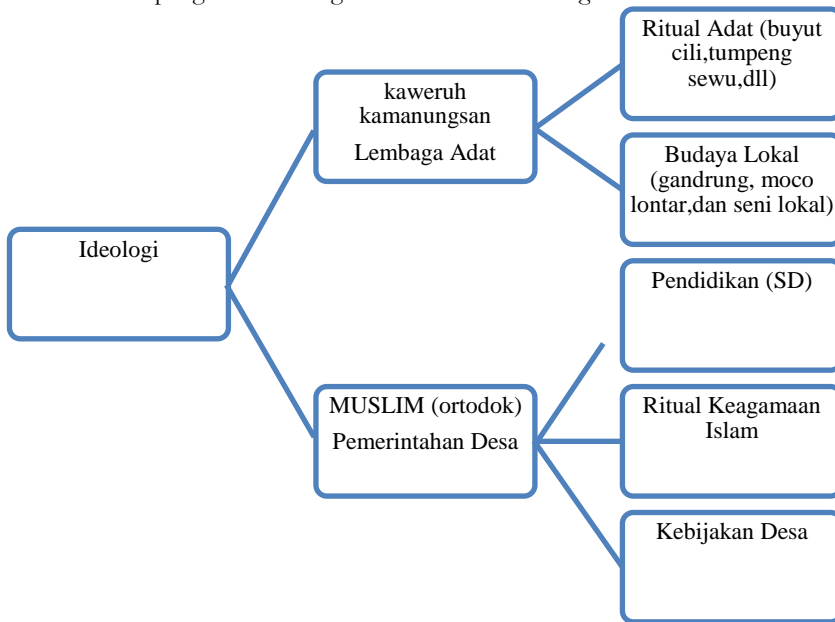 Ideologi
kaweruh
kamanungsan
Lembaga Adat
Ritual Adat (buyut
cili,tumpeng
sewu,dll)
Budaya Lokal
(gandrung, moco
lontar,dan seni lokal)
MUSLIM (ortodok)
Pemerintahan Desa
Pendidikan (SD)
Ritual Keagamaan
Islam
Kebijakan Desa